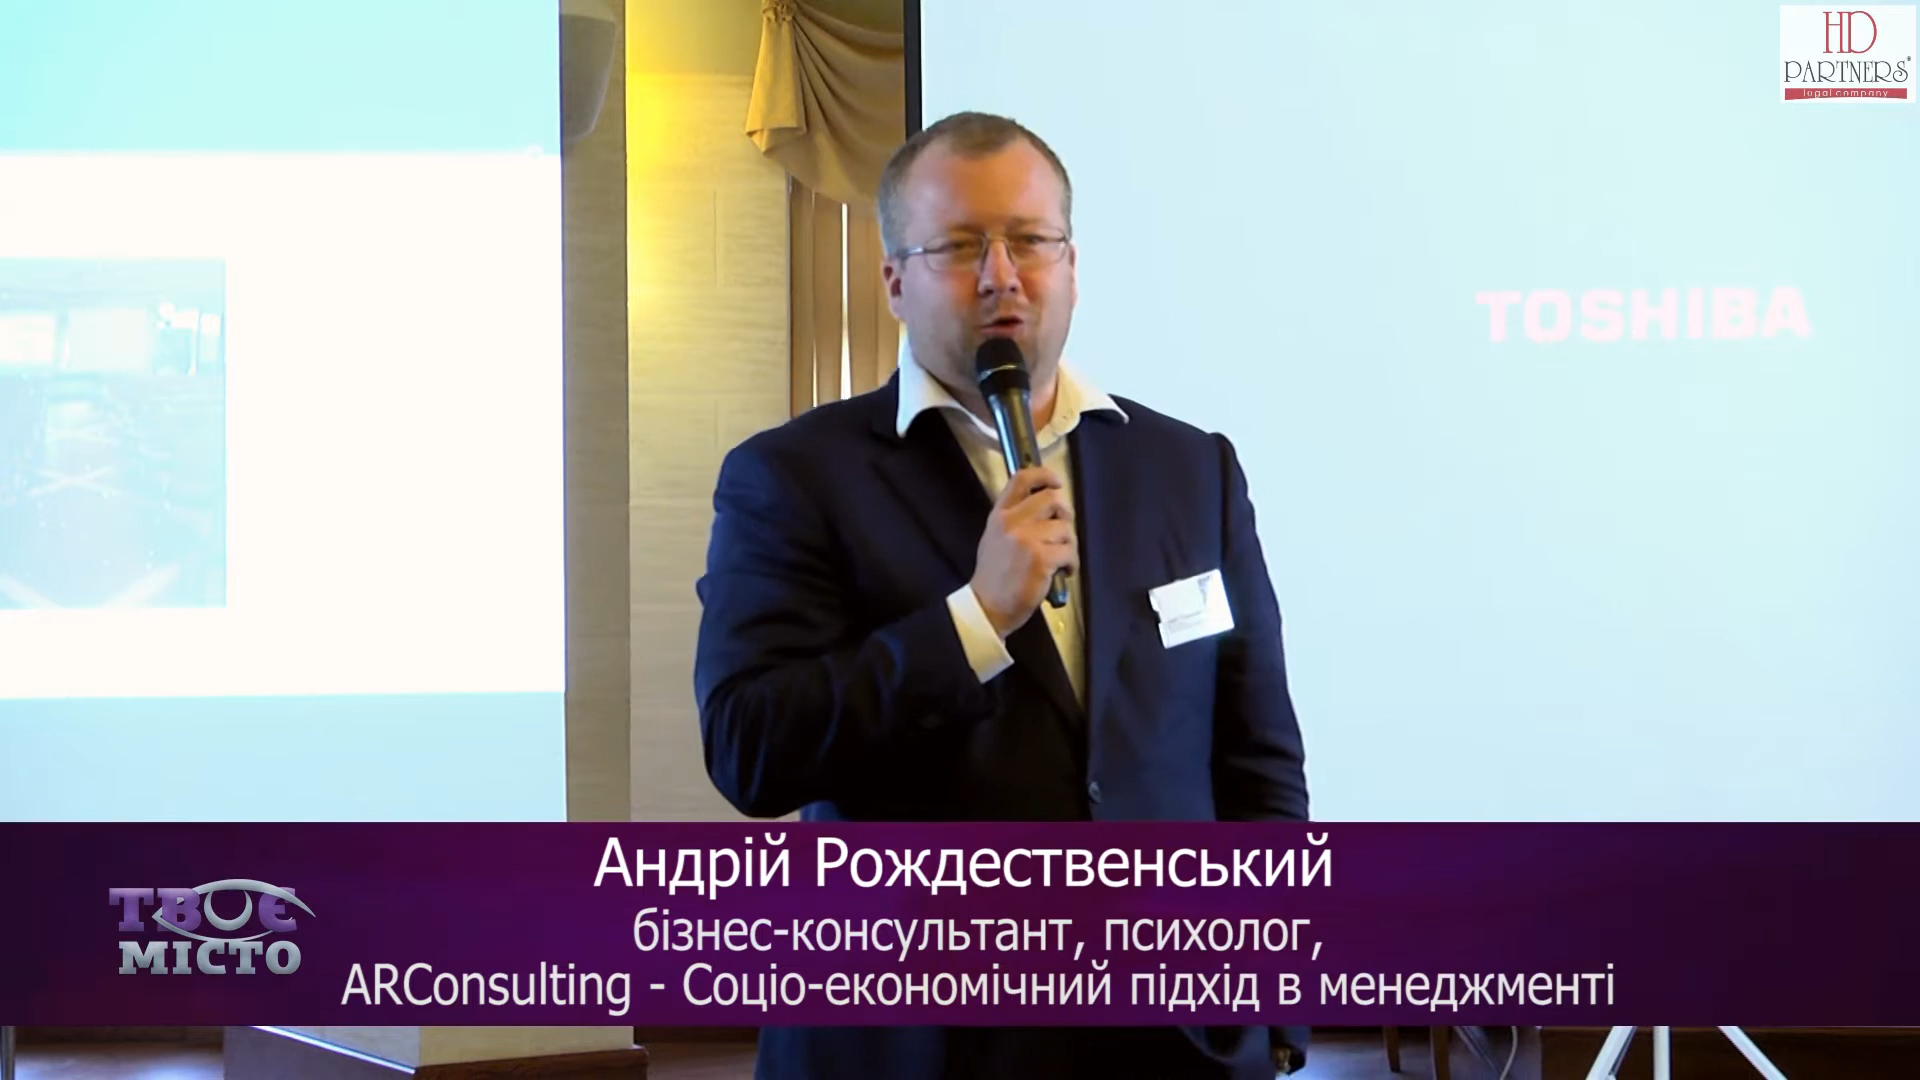 HD
PARTNERS®
legal company
TOSHIBA
Андрій Рождественський
бізнес-консультант, психолог,
ARConsulting - Соціо-економічний підхід в менеджменті
ТВОЄ
МІСТО